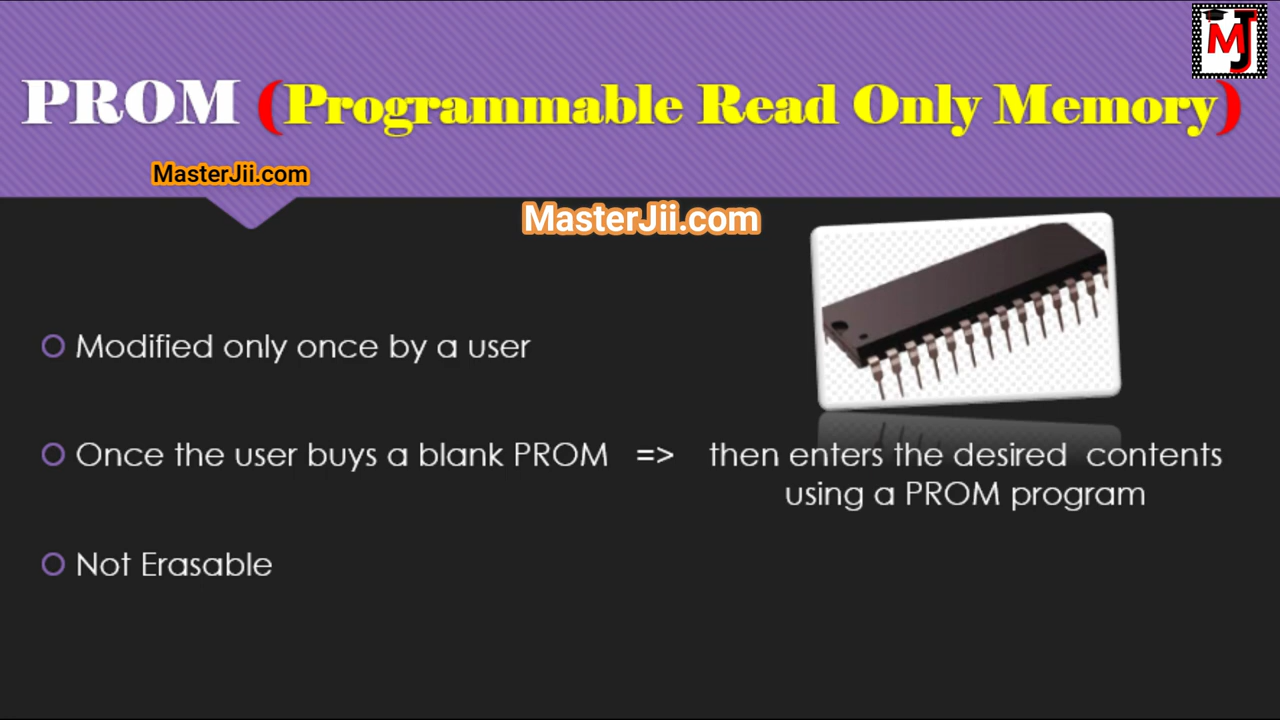 MJ
PROM (Programmable Read Only Memory)
MasterJii.com
MasterJii.com
Modified only once by a user
Once the user buys a blank PROM => then enters the desired contents
using a PROM program
Not Erasable